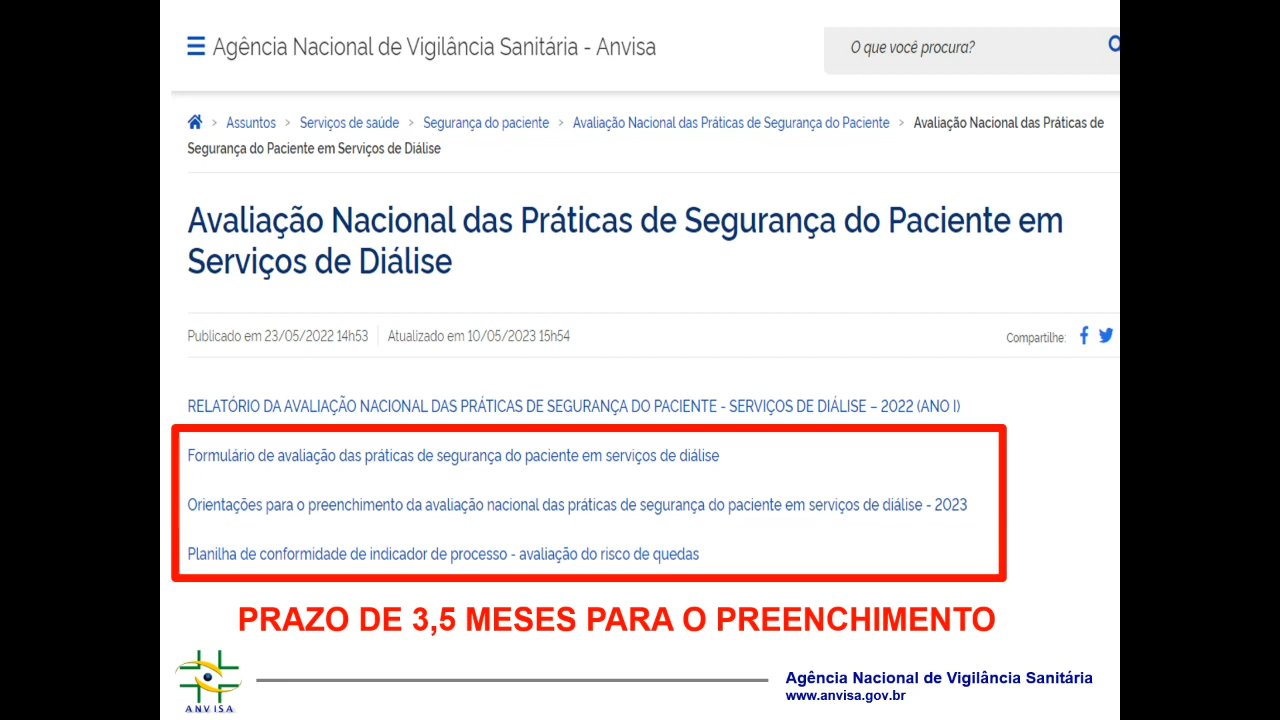 Agência Nacional de Vigilância Sanitária - Anvisa
O que você procura?
Assuntos > Serviços de saúde > Segurança do paciente > Avaliação Nacional das Práticas de Segurança do Paciente > Avaliação Nacional das Práticas de
Segurança do Paciente em Serviços de Diálise
Avaliação Nacional das Práticas de Segurança do Paciente em
Serviços de Diálise
Publicado em 23/05/2022 14h53 Atualizado em 10/05/2023 15h54
Compartilhe:
RELATÓRIO DA AVALIAÇÃO NACIONAL DAS PRÁTICAS DE SEGURANÇA DO PACIENTE - SERVIÇOS DE DIÁLISE – 2022 (ANO I)
Formulário de avaliação das práticas de segurança do paciente em serviços de diálise
Orientações para o preenchimento da avaliação nacional das práticas de segurança do paciente em serviços de diálise - 2023
Planilha de conformidade de indicador de processo - avaliação do risco de quedas
PRAZO DE 3,5 MESES PARA O PREENCHIMENTO
ANVISA
Agência Nacional de Vigilância Sanitária
www.anvisa.gov.br